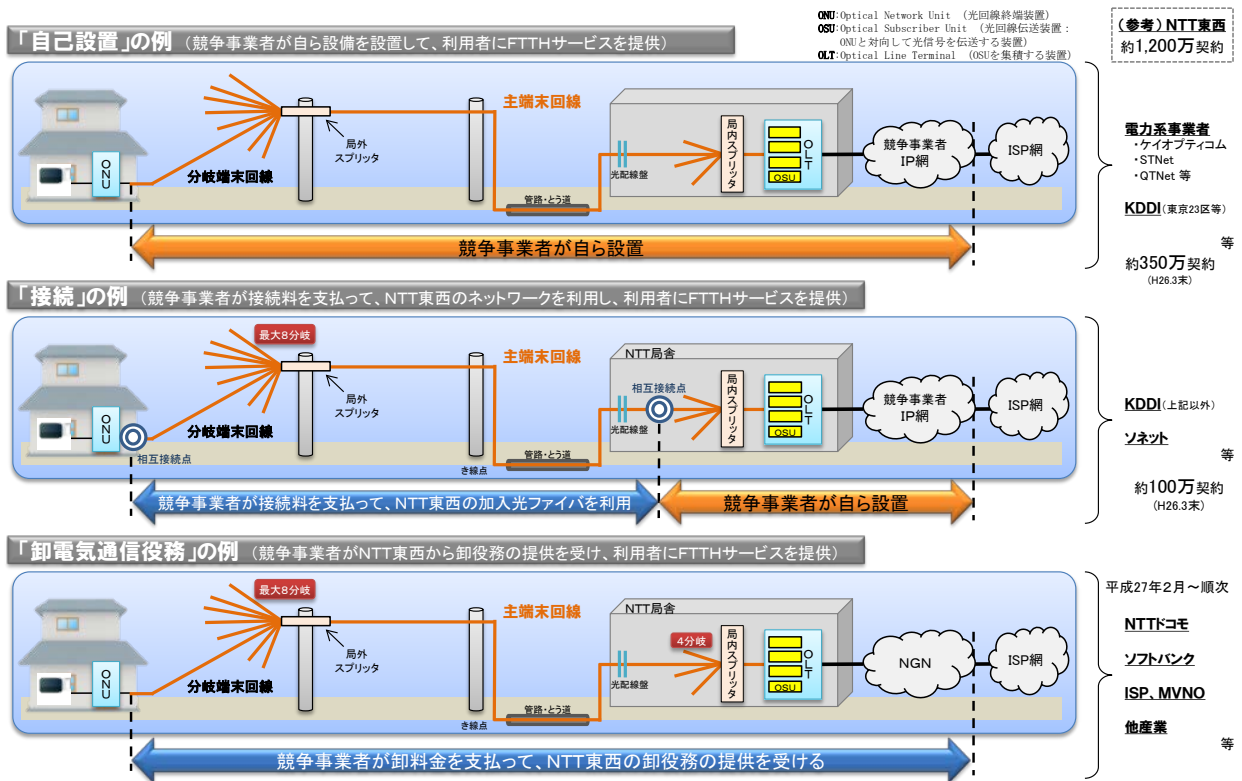 ONU:Optical Network Unit （光回線終端装置）
OSU:Optical Subscriber Unit （光回線伝送装置：
ONUと対向して光信号を伝送する装置）
OLT:Optical Line Terminal （OSUを集積する装置）
（参考）NTT東西
約1,200万契約
「自己設置」の例 （競争事業者が自ら設備を設置して、利用者にFTTHサービスを提供）
ONU
分岐端末回線
局外
スプリッタ
主端末回線
管路・とう道
光配線盤
局内スプリッタ
OLT
OSU
競争事業者
IP網
ISP網
競争事業者が自ら設置
電力系事業者
・ケイオプティコム
・STNet
・QTNet 等
KDDI（東京23区等）
等
約350万契約
（H26.3末）
「接続」の例 （競争事業者が接続料を支払って、NTT東西のネットワークを利用し、利用者にFTTHサービスを提供）
最大8分岐
ONU
相互接続点
分岐端末回線
局外
スプリッタ
主端末回線
き線点
管路・とう道
NTT局舎
光配線盤
相互接続点
局内スプリッタ
OLT
OSU
競争事業者
IP網
ISP網
競争事業者が接続料を支払って、NTT東西の加入光ファイバを利用
競争事業者が自ら設置
KDDI（上記以外）
ソネット
等
約100万契約
（H26.3末）
「卸電気通信役務」の例 （競争事業者がNTT東西から卸役務の提供を受け、利用者にFTTHサービスを提供）
最大8分岐
ONU
分岐端末回線
局外
スプリッタ
主端末回線
き線点
管路・とう道
NTT局舎
光配線盤
4分岐
局内スプリッタ
OLT
OSU
NGN
ISP網
競争事業者が卸料金を支払って、NTT東西の卸役務の提供を受ける
平成27年2月～順次
NTTドコモ
ソフトバンク
ISP、MVNO
他産業
等